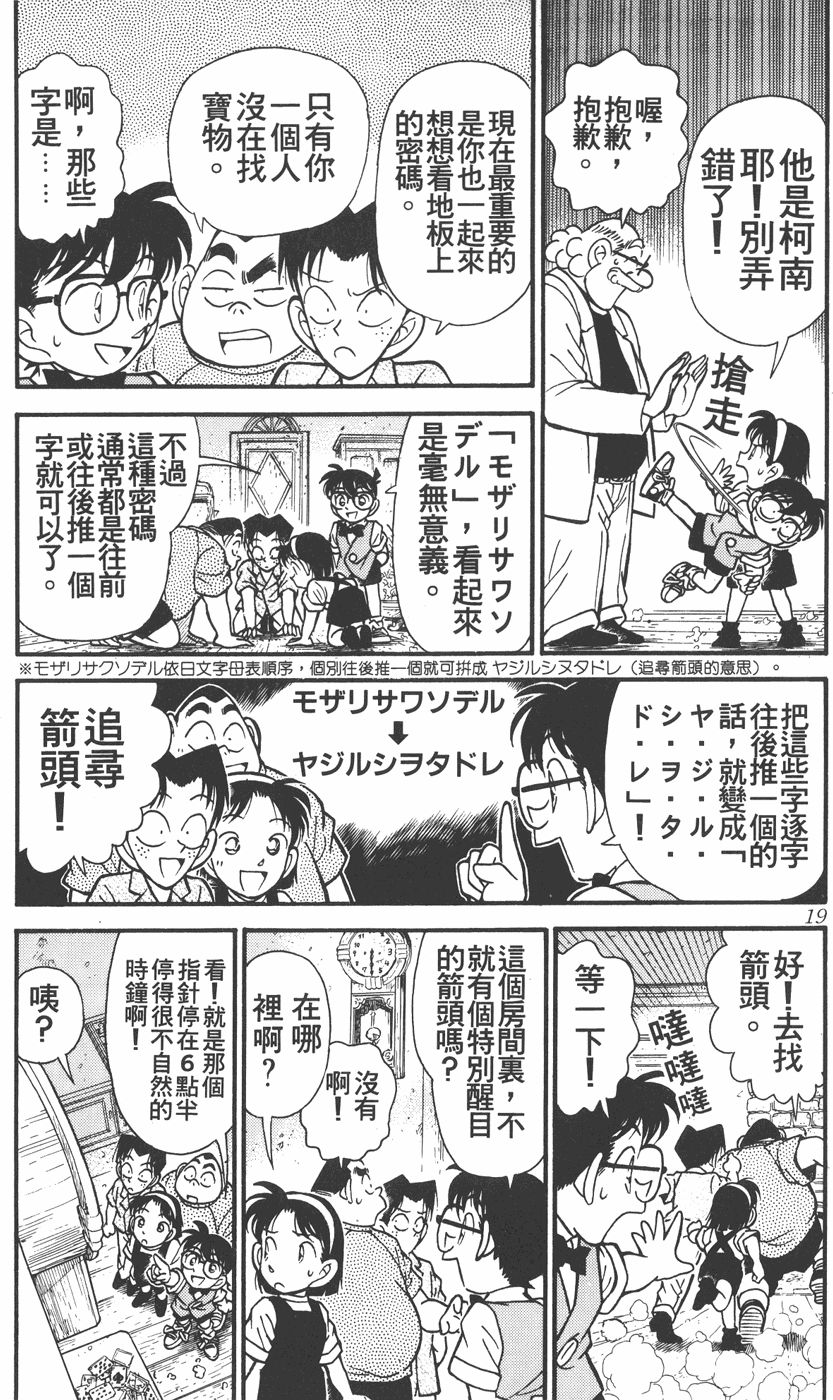 他是柯南
耶！別弄
錯了！
喔，
抱歉，
抱歉。
搶走
現在最重要的
是你也一起來
想想看地板上
的密碼。
只有你
一個人
沒在找
寶物。
啊，那些
字是……
「モザリサワソ
デル」，看起來
是毫無意義。
不過
這種密碼
通常都是往前
或往後推一個
字就可以了。
※モザリサクソデル依日文字母表順序，個別往後推一個就可拼成 ヤジルシヌタドレ（追尋箭頭的意思）。
把這些字逐字
往後推一個的
話，就變成「
ヤ·ジ·ル·
シ·ヲ·タ·
ド·レ」！
モザリサワソデル
↓
ヤジルシヲタドレ
追尋
箭頭！
19
好！去找
箭頭。
噠噠噠
等一下！
這個房間裏，不
就有個特別醒目
的箭頭嗎？
沒有
啊！
在哪
裡啊？
看！就是那個
指針停在6點半
停得很不自然的
時鐘啊！
咦？